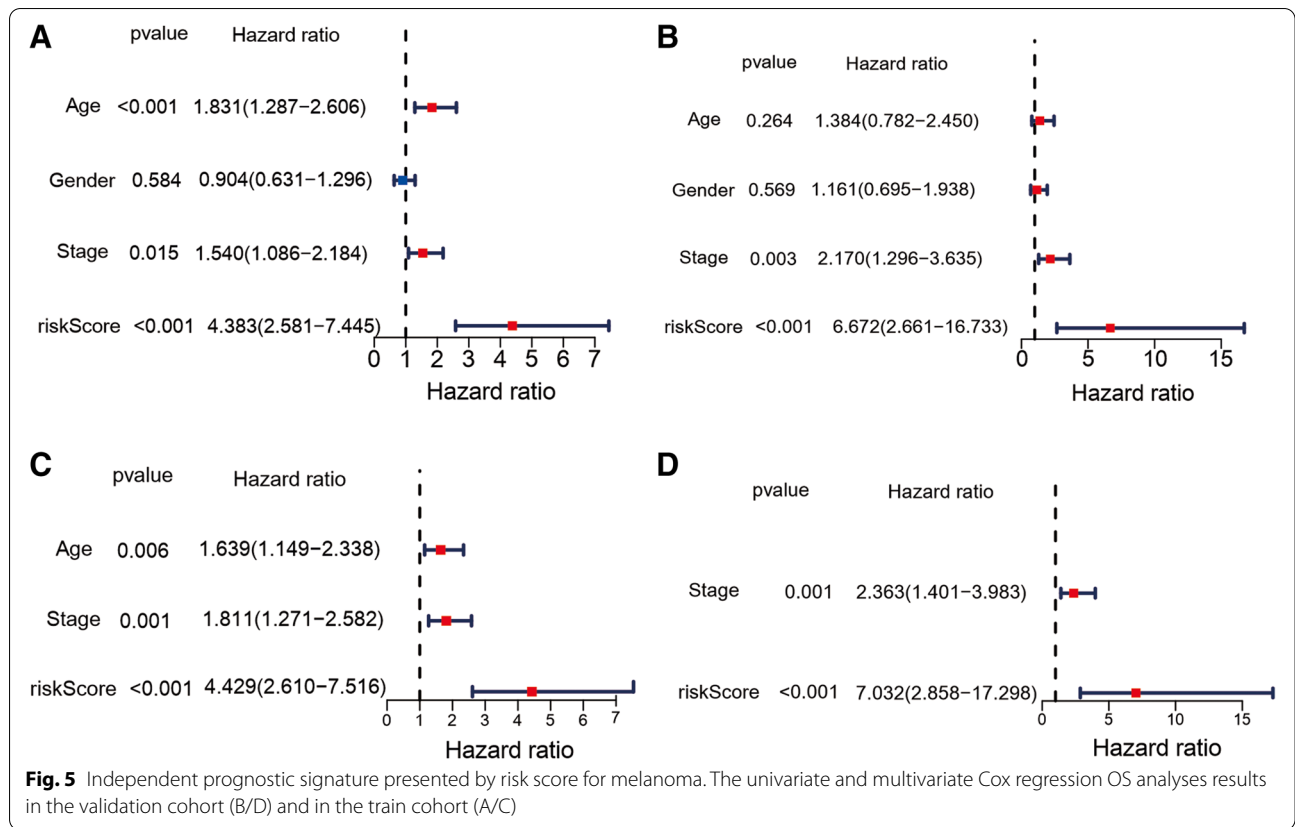 A
pvalue Hazard ratio
Age <0.001 1.831(1.287−2.606)
Gender 0.584 0.904(0.631−1.296)
Stage 0.015 1.540(1.086−2.184)
riskScore <0.001 4.383(2.581−7.445)
0 1 2 3 4 5 6 7
Hazard ratio
B
pvalue Hazard ratio
Age 0.264 1.384(0.782−2.450)
Gender 0.569 1.161(0.695−1.938)
Stage 0.003 2.170(1.296−3.635)
riskScore <0.001 6.672(2.661−16.733)
0 5 10 15
Hazard ratio
C
pvalue Hazard ratio
Age 0.006 1.639(1.149−2.338)
Stage 0.001 1.811(1.271−2.582)
riskScore <0.001 4.429(2.610−7.516)
0 1 2 3 4 5 6 7
Hazard ratio
D
pvalue Hazard ratio
Stage 0.001 2.363(1.401−3.983)
riskScore <0.001 7.032(2.858−17.298)
0 5 10 15
Hazard ratio
Fig. 5 Independent prognostic signature presented by risk score for melanoma. The univariate and multivariate Cox regression OS analyses results
in the validation cohort (B/D) and in the train cohort (A/C)